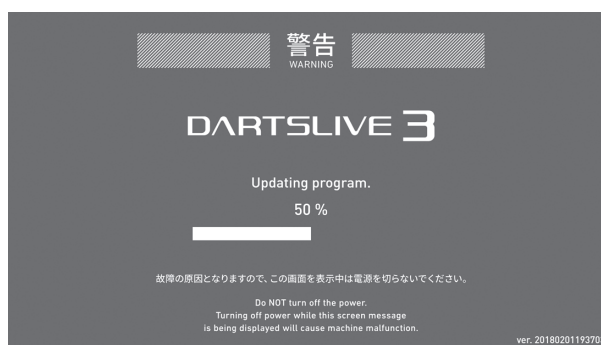 警告
WARNING
DARTSLIVE 3
Updating program.
50 %
故障の原因となりますので、この画面を表示中は電源を切らないでください。
Do NOT turn off the power.
Turning off power while this screen message
is being displayed will cause machine malfunction.
ver. 2018020119370